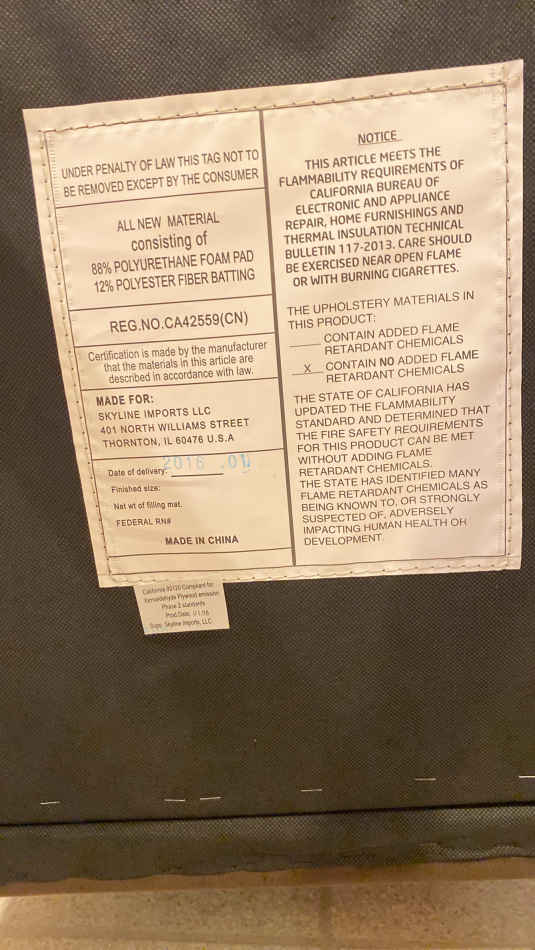 UNDER PENALTY OF LAW THIS TAG NOT TO
BE REMOVED EXCEPT BY THE CONSUMER
ALL NEW MATERIAL
consisting of
88% POLYURETHANE FOAM PAD
12% POLYESTER FIBER BATTING
REG.NO.CA42559(CN)
Certification is made by the manufacturer
that the materials in this article are
described in accordance with law.
MADE FOR:
SKYLINE IMPORTS LLC
401 NORTH WILLIAMS STREET
THORNTON, IL 60476 U.S.A
Date of delivery: 2016 .01
Finished size:
Nat wt of filling mat.
FEDERAL RN#
MADE IN CHINA
NOTICE
THIS ARTICLE MEETS THE
FLAMMABILITY REQUIREMENTS OF
CALIFORNIA BUREAU OF
ELECTRONIC AND APPLIANCE
REPAIR, HOME FURNISHINGS AND
THERMAL INSULATION TECHNICAL
BULLETIN 117-2013. CARE SHOULD
BE EXERCISED NEAR OPEN FLAME
OR WITH BURNING CIGARETTES.
THE UPHOLSTERY MATERIALS IN
THIS PRODUCT:
CONTAIN ADDED FLAME
RETARDANT CHEMICALS
X CONTAIN NO ADDED FLAME
RETARDANT CHEMICALS
THE STATE OF CALIFORNIA HAS
UPDATED THE FLAMMABILITY
STANDARD AND DETERMINED THAT
THE FIRE SAFETY REQUIREMENTS
FOR THIS PRODUCT CAN BE MET
WITHOUT ADDING FLAME
RETARDANT CHEMICALS.
THE STATE HAS IDENTIFIED MANY
FLAME RETARDANT CHEMICALS AS
BEING KNOWN TO, OR STRONGLY
SUSPECTED OF, ADVERSELY
IMPACTING HUMAN HEALTH OR
DEVELOPMENT.
California 93120 Compliant for
formaldehyde Plywood emission
Phase 2 standards
Prod.Date:
Supp: Skyline Imports, LLC.